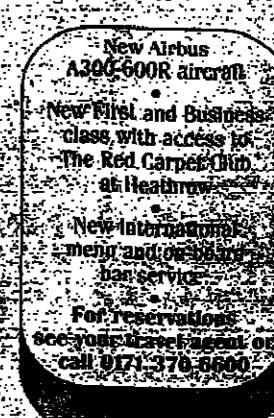 New Airbus
A300-600R aircraft
•
New First and Business
class with access to
The Red Carpet Club
at Heathrow
•
New International
menu and on-board
bar service
•
For reservations
see your travel agent or
call 0171-370-6600